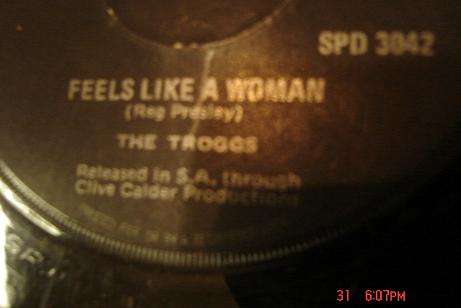 SPD 3042
FEELS LIKE A WOMAN
(Reg Presley)
THE TROGGS
Released in S.A. through
Clive Calder Productions
31 6:07PM